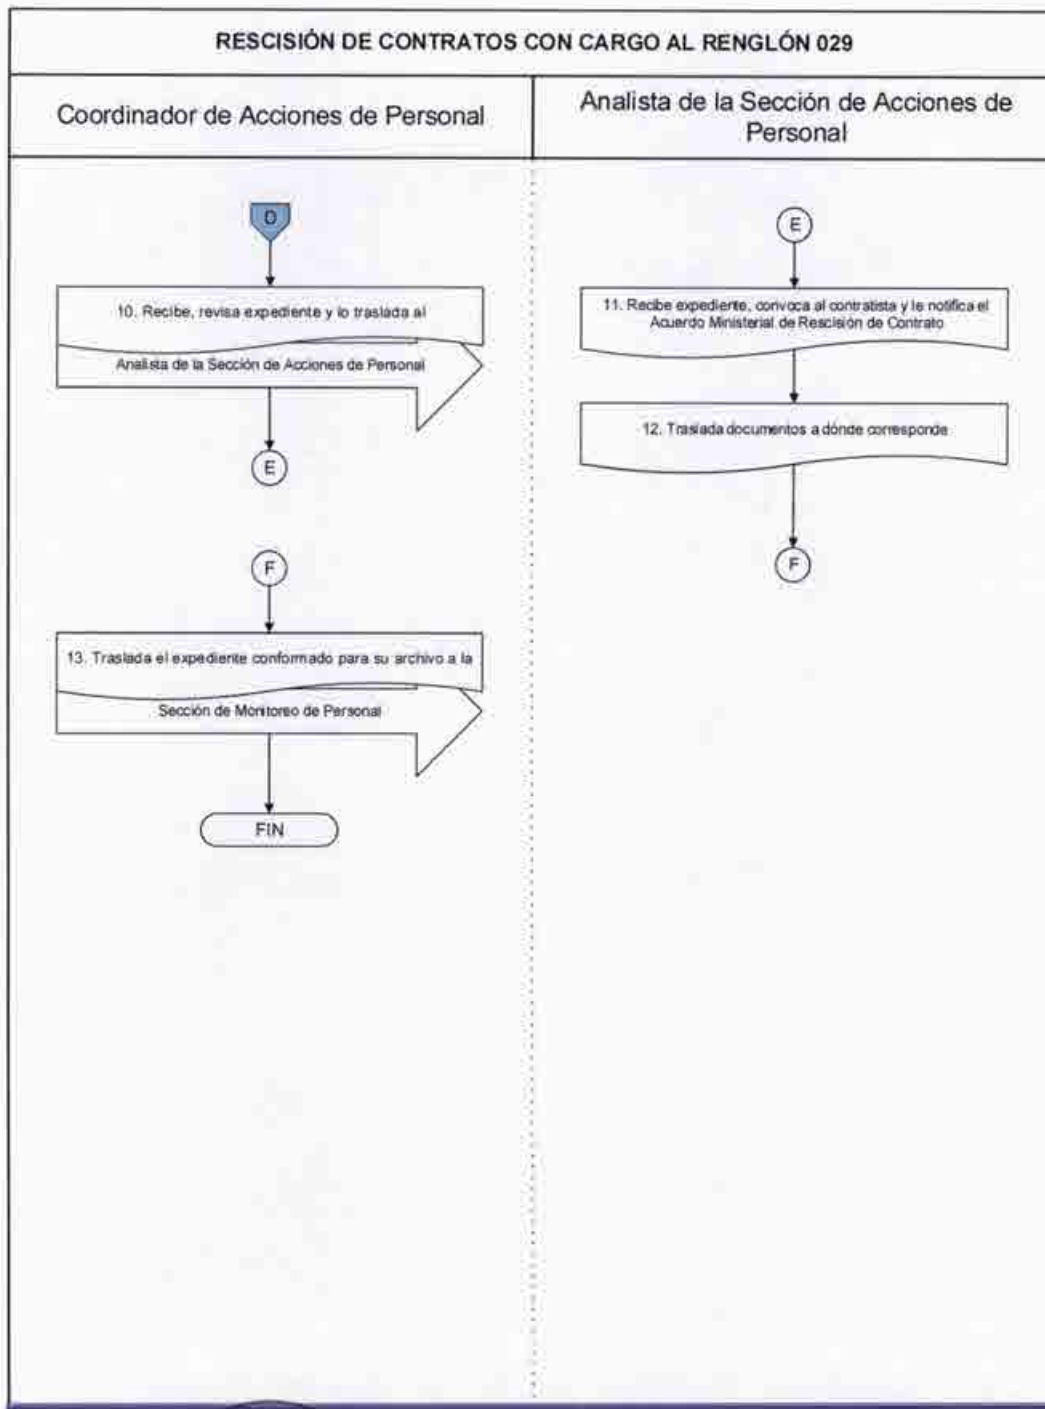 RESCISIÓN DE CONTRATOS CON CARGO AL RENGLÓN 029
Coordinador de Acciones de Personal
Analista de la Sección de Acciones de
Personal
D
10. Recibe, revisa expediente y lo traslada al
Analista de la Sección de Acciones de Personal
E
E
11. Recibe expediente, convoca al contratista y le notifica el
Acuerdo Ministerial de Rescisión de Contrato
12. Traslada documentos a dónde corresponde
F
F
13. Traslada el expediente conformado para su archivo a la
Sección de Monitoreo de Personal
FIN